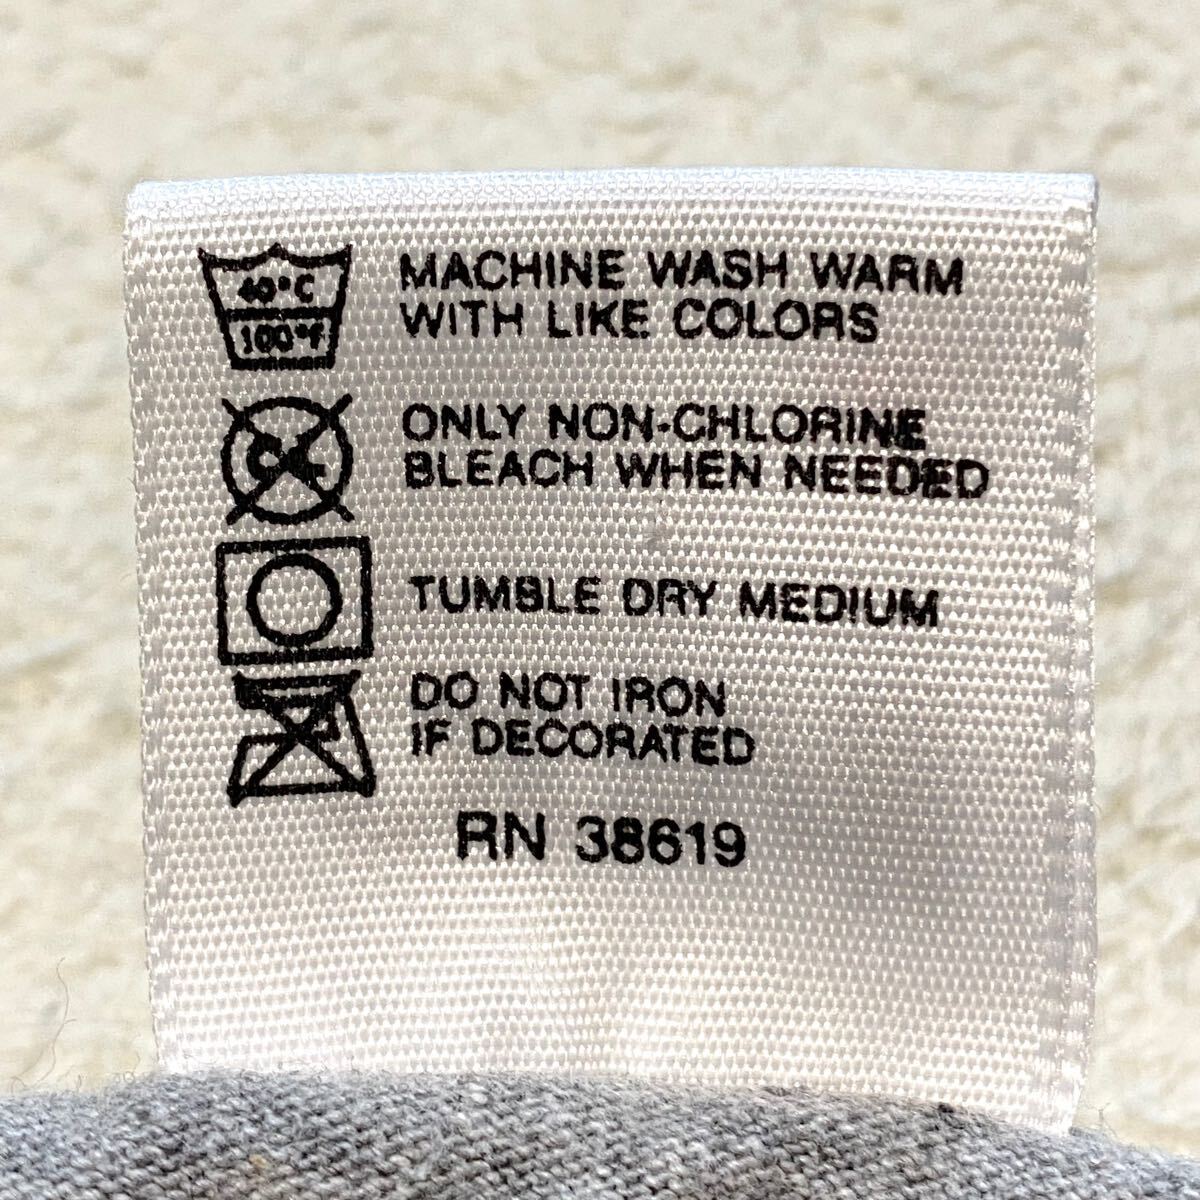 40°C
100°F
MACHINE WASH WARM
WITH LIKE COLORS
CL
ONLY NON-CHLORINE
BLEACH WHEN NEEDED
TUMBLE DRY MEDIUM
DO NOT IRON
IF DECORATED
RN 38619